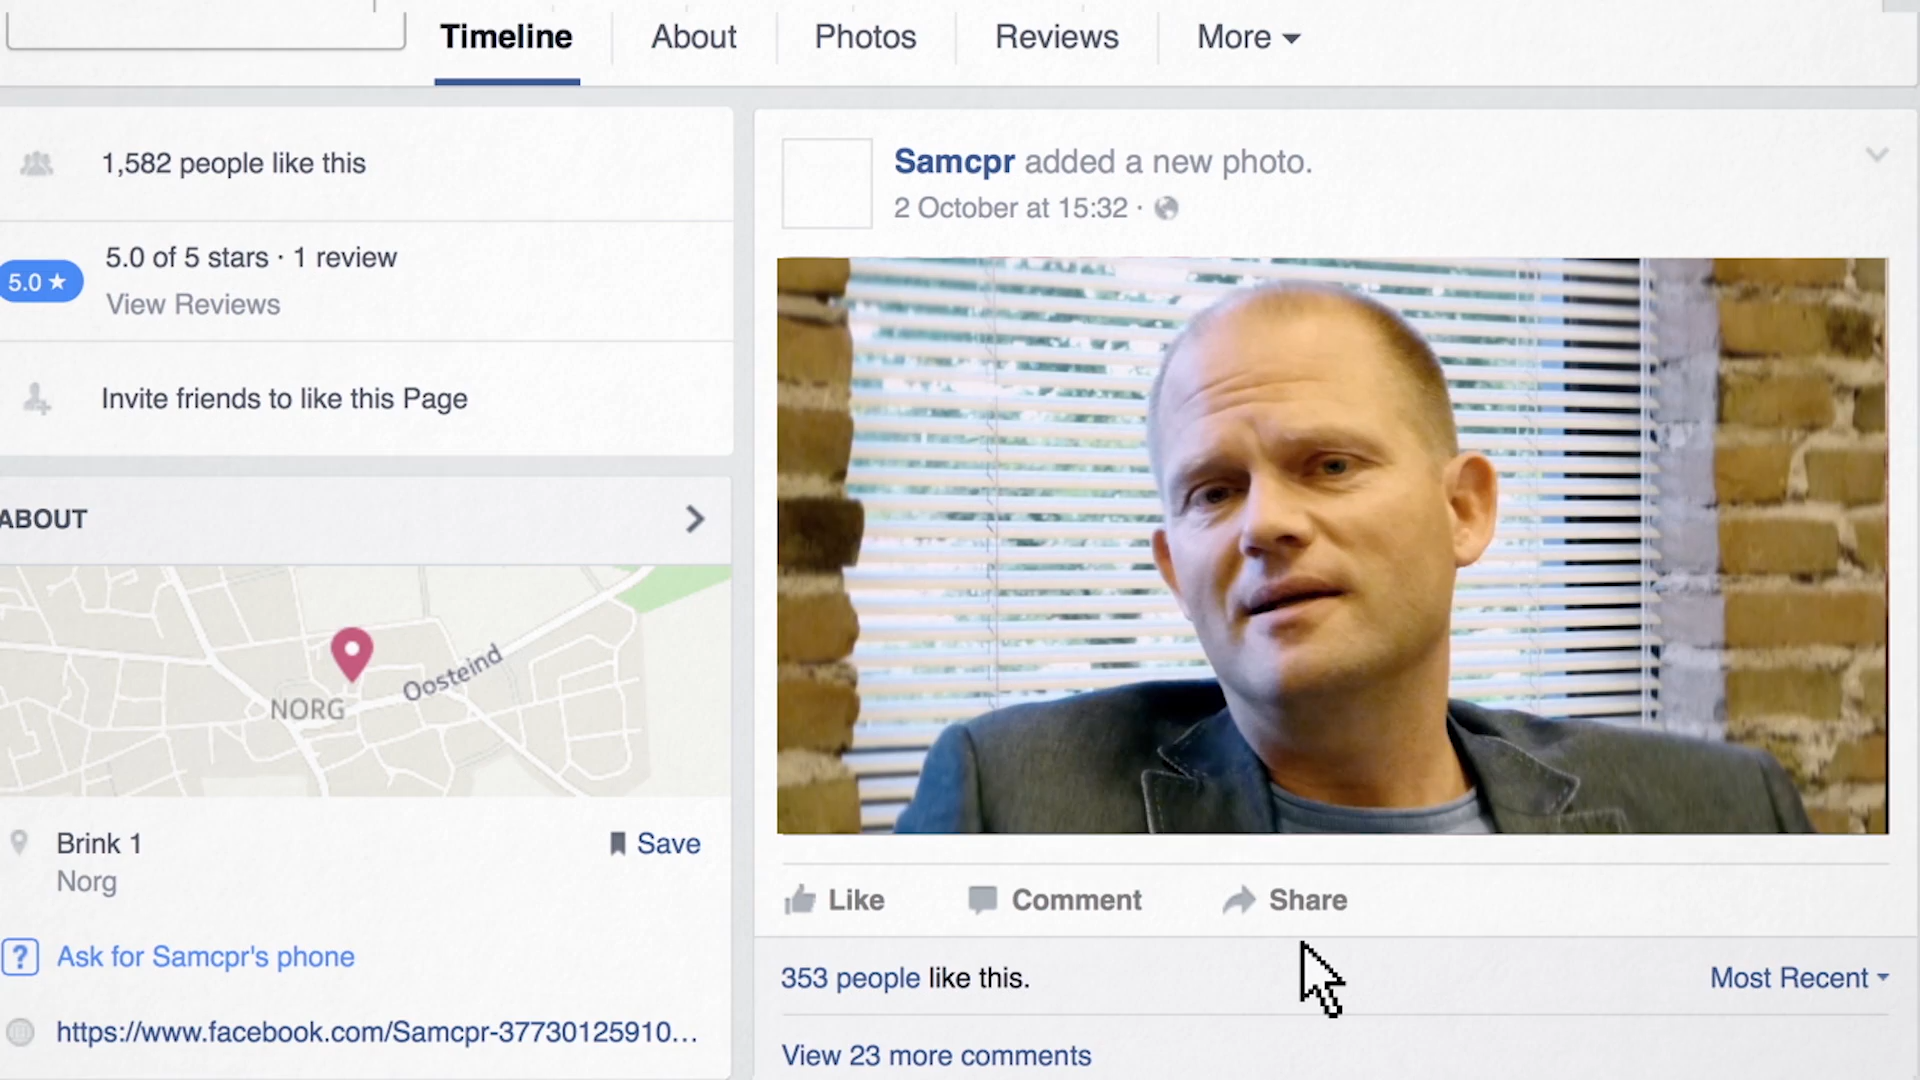 Timeline
About
Photos
Reviews
More
1,582 people like this
5.0 ★
5.0 of 5 stars · 1 review
View Reviews
Invite friends to like this Page
ABOUT
NORG
Oosteind
Brink 1
Save
Norg
?
Ask for Samcpr's phone
https://www.facebook.com/Samcpr-37730125910...
Samcpr added a new photo.
2 October at 15:32 ·
Like
Comment
Share
353 people like this.
Most Recent
View 23 more comments